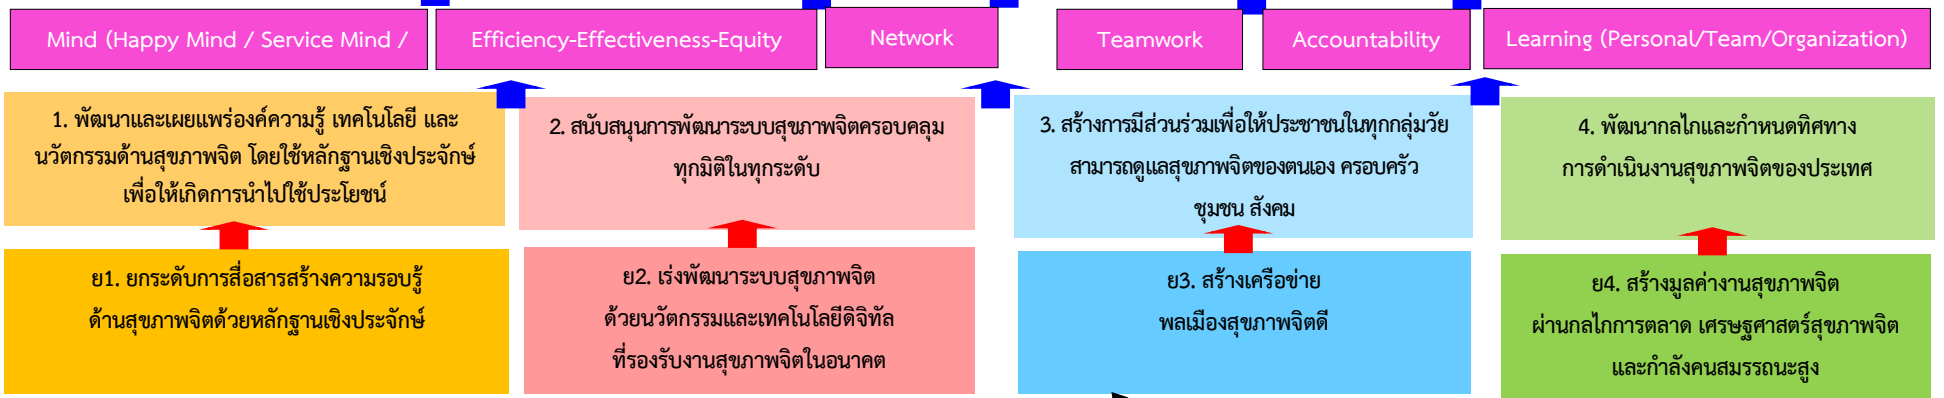 Mind (Happy Mind / Service Mind /
Efficiency-Effectiveness-Equity
Network
Teamwork
Accountability
Learning (Personal/Team/Organization)
1. พัฒนาและเผยแพร่องค์ความรู้ เทคโนโลยี และ
นวัตกรรมด้านสุขภาพจิต โดยใช้หลักฐานเชิงประจักษ์
เพื่อให้เกิดการนำไปใช้ประโยชน์
2. สนับสนุนการพัฒนาระบบสุขภาพจิตครอบคลุม
ทุกมิติในทุกระดับ
3. สร้างการมีส่วนร่วมเพื่อให้ประชาชนในทุกกลุ่มวัย
สามารถดูแลสุขภาพจิตของตนเอง ครอบครัว
ชุมชน สังคม
4. พัฒนากลไกและกำหนดทิศทาง
การดำเนินงานสุขภาพจิตของประเทศ
ย1. ยกระดับการสื่อสารสร้างความรอบรู้
ด้านสุขภาพจิตด้วยหลักฐานเชิงประจักษ์
ย2. เร่งพัฒนาระบบสุขภาพจิต
ด้วยนวัตกรรมและเทคโนโลยีดิจิทัล
ที่รองรับงานสุขภาพจิตในอนาคต
ย3. สร้างเครือข่าย
พลเมืองสุขภาพจิตดี
ย4. สร้างมูลค่างานสุขภาพจิต
ผ่านกลไกการตลาด เศรษฐศาสตร์สุขภาพจิต
และกำลังคนสมรรถนะสูง